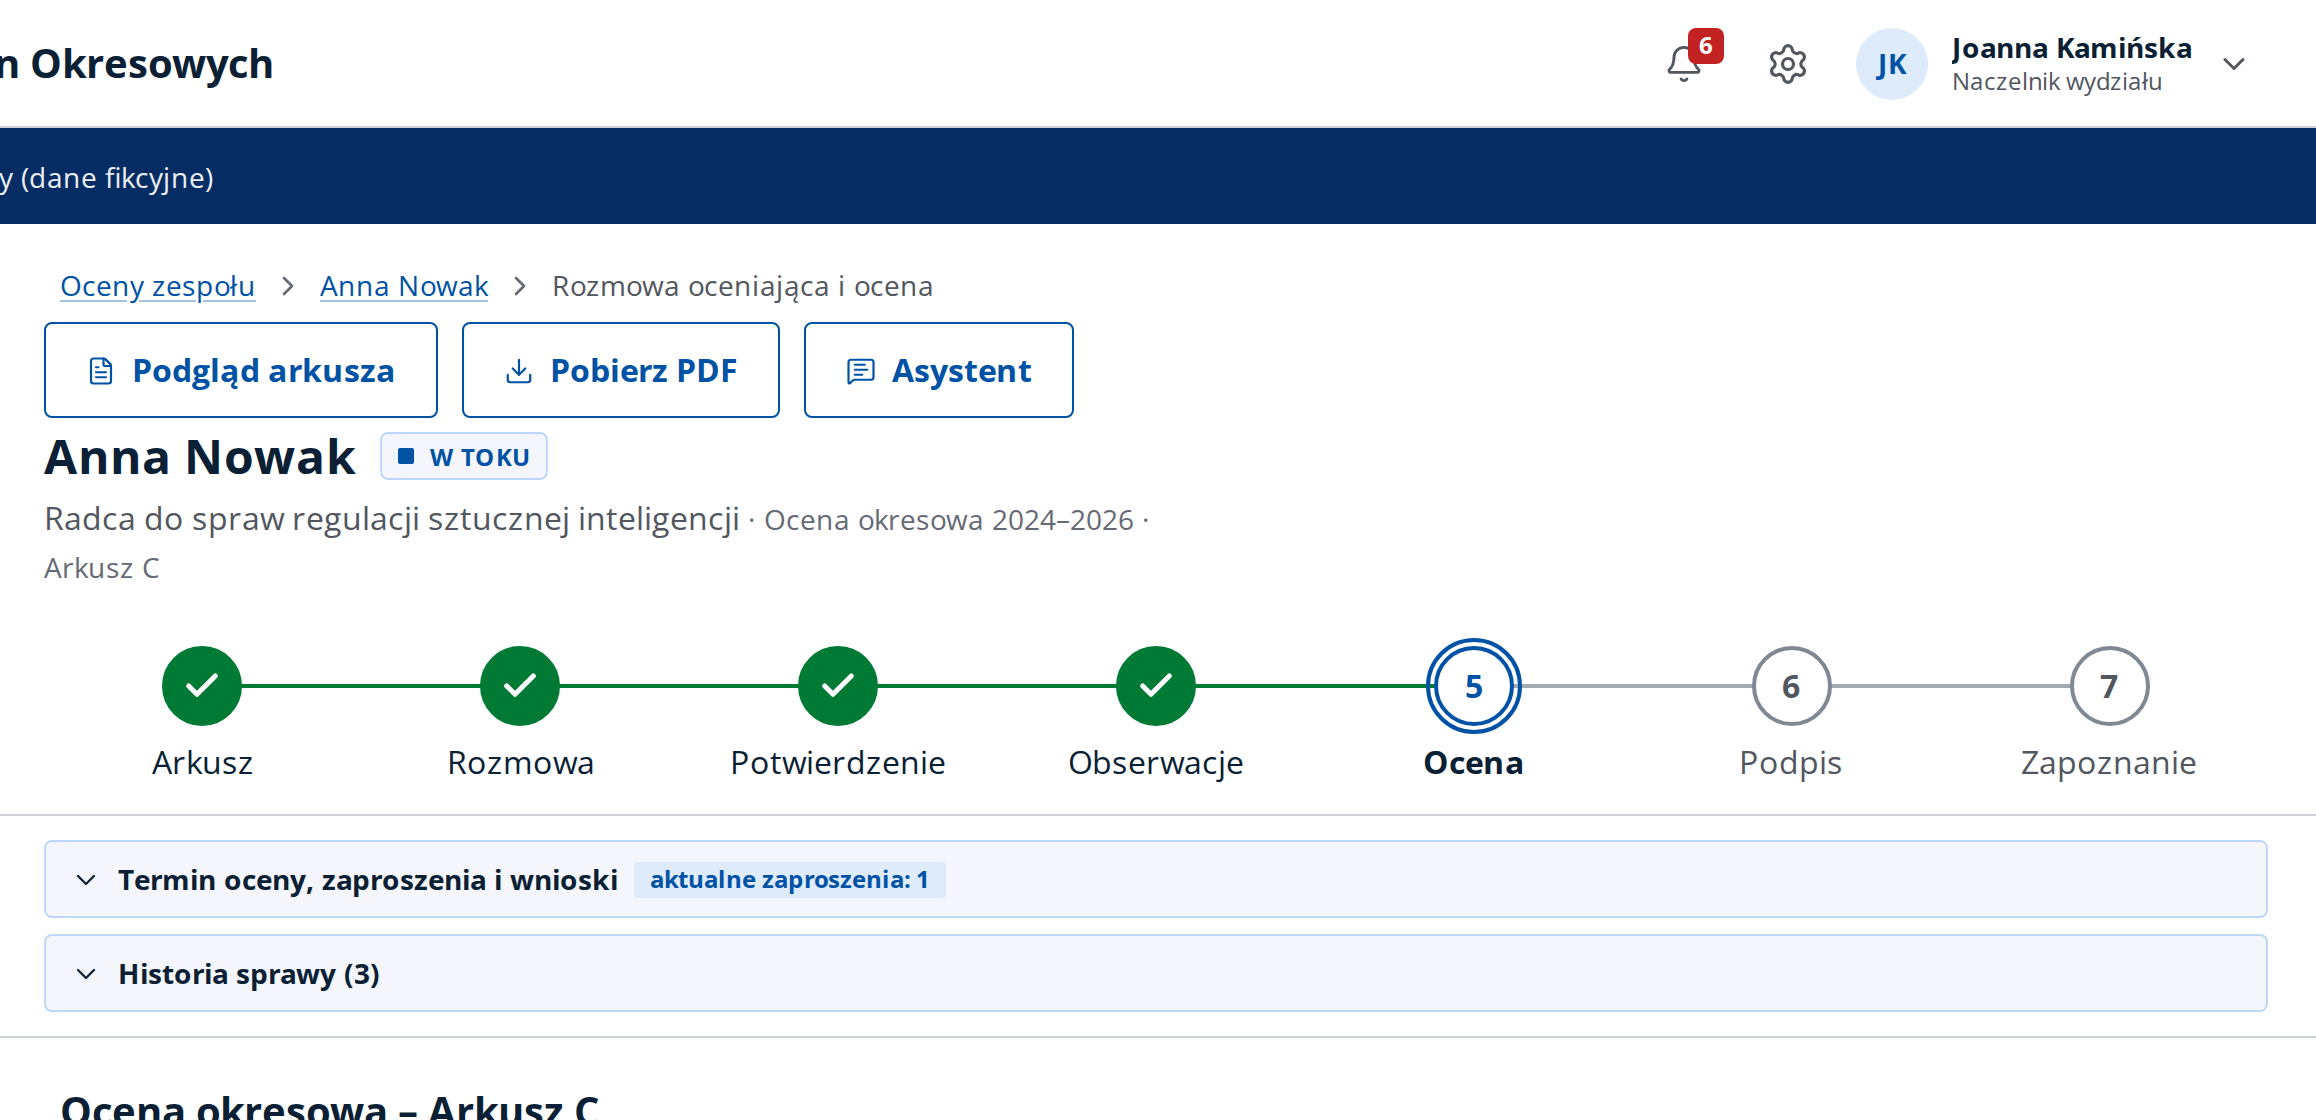 n Okresowych
6
JK
Joanna Kamińska
Naczelnik wydziału
y (dane fikcyjne)
Oceny zespołu > Anna Nowak > Rozmowa oceniająca i ocena
Podgląd arkusza
Pobierz PDF
Asystent
Anna Nowak
W TOKU
Radca do spraw regulacji sztucznej inteligencji · Ocena okresowa 2024–2026 ·
Arkusz C
5
6
7
Arkusz
Rozmowa
Potwierdzenie
Obserwacje
Ocena
Podpis
Zapoznanie
Termin oceny, zaproszenia i wnioski
aktualne zaproszenia: 1
Historia sprawy (3)
Ocena okresowa – Arkusz C